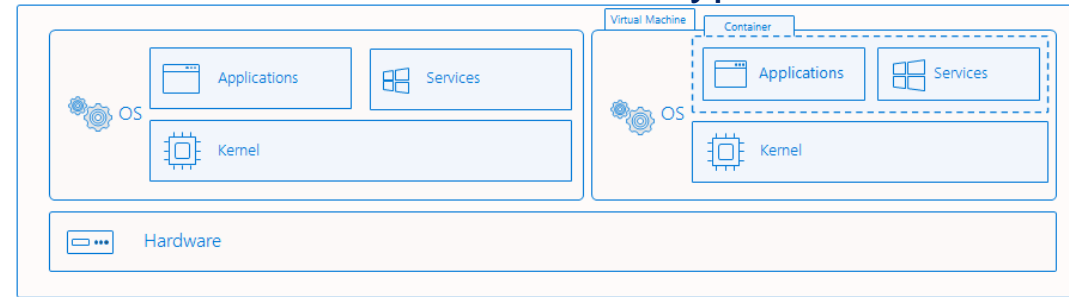 Virtual Machine
Container
Applications
Services
Applications
Services
OS
OS
Kernel
Kernel
Hardware